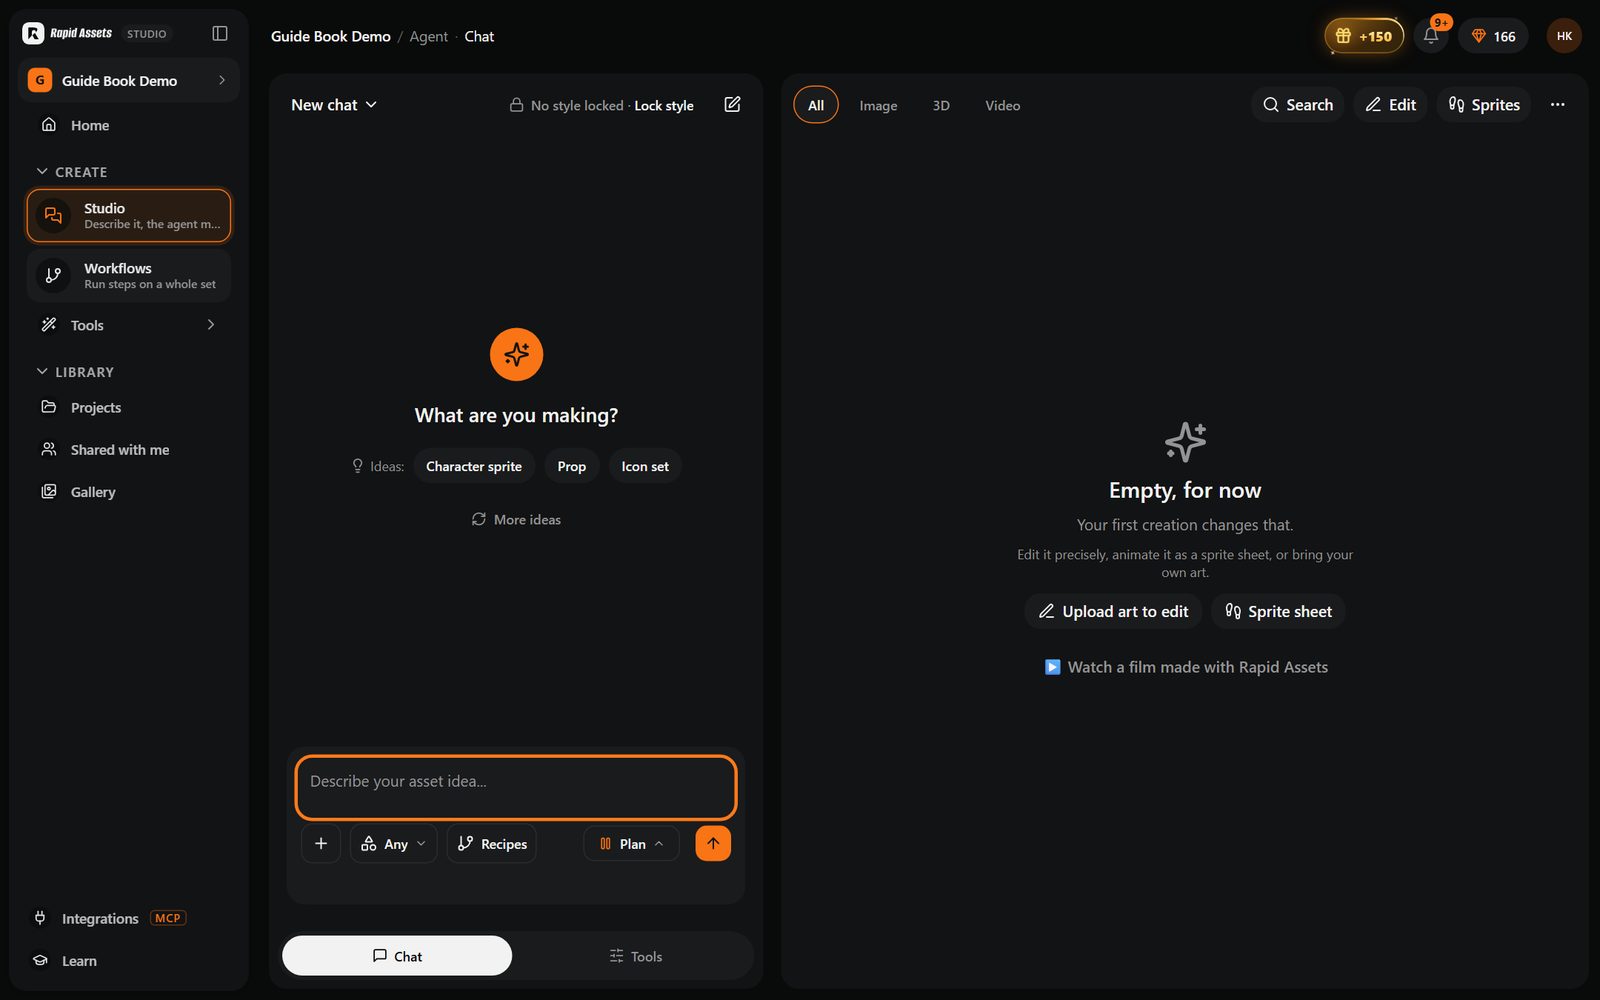 Rapid Assets STUDIO
G Guide Book Demo
Home
CREATE
Studio
Describe it, the agent m...
Workflows
Run steps on a whole set
Tools
LIBRARY
Projects
Shared with me
Gallery
Integrations MCP
Learn
Guide Book Demo / Agent · Chat
+150
9+
166
HK
New chat
No style locked · Lock style
What are you making?
Ideas: Character sprite Prop Icon set
More ideas
Describe your asset idea...
+ Any Recipes Plan
Chat Tools
All Image 3D Video
Search Edit Sprites ...
Empty, for now
Your first creation changes that.
Edit it precisely, animate it as a sprite sheet, or bring your
own art.
Upload art to edit Sprite sheet
Watch a film made with Rapid Assets